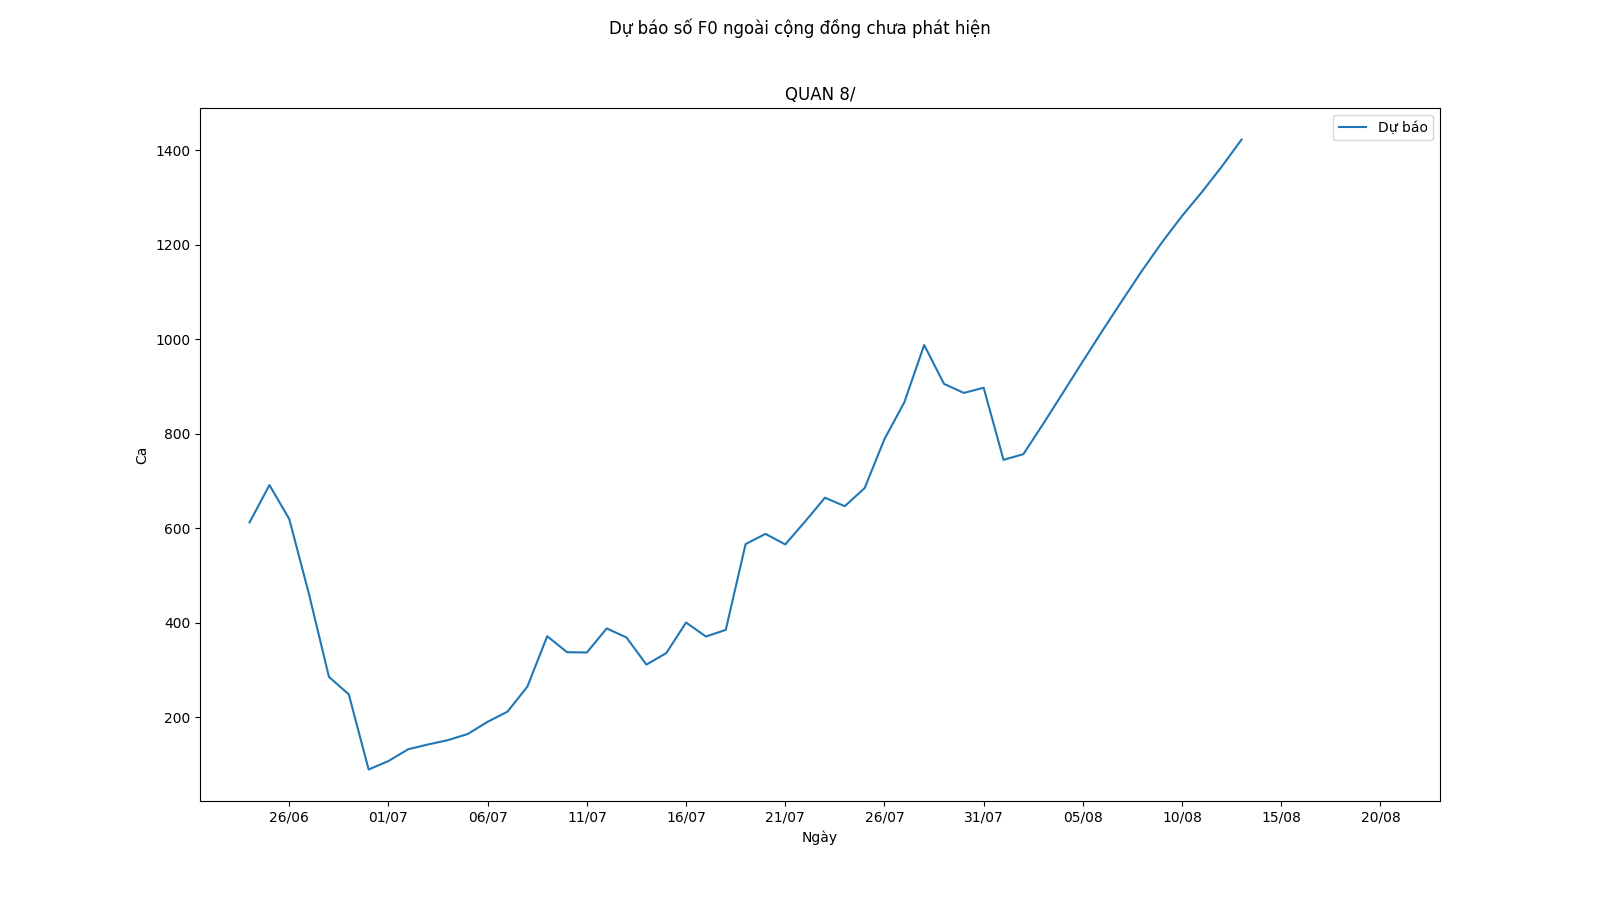 Dự báo số F0 ngoài cộng đồng chưa phát hiện
QUAN 8/
Dự báo
1400
1200
1000
800
600
400
200
Ca
26/06 01/07 06/07 11/07 16/07 21/07 26/07 31/07 05/08 10/08 15/08 20/08
Ngày